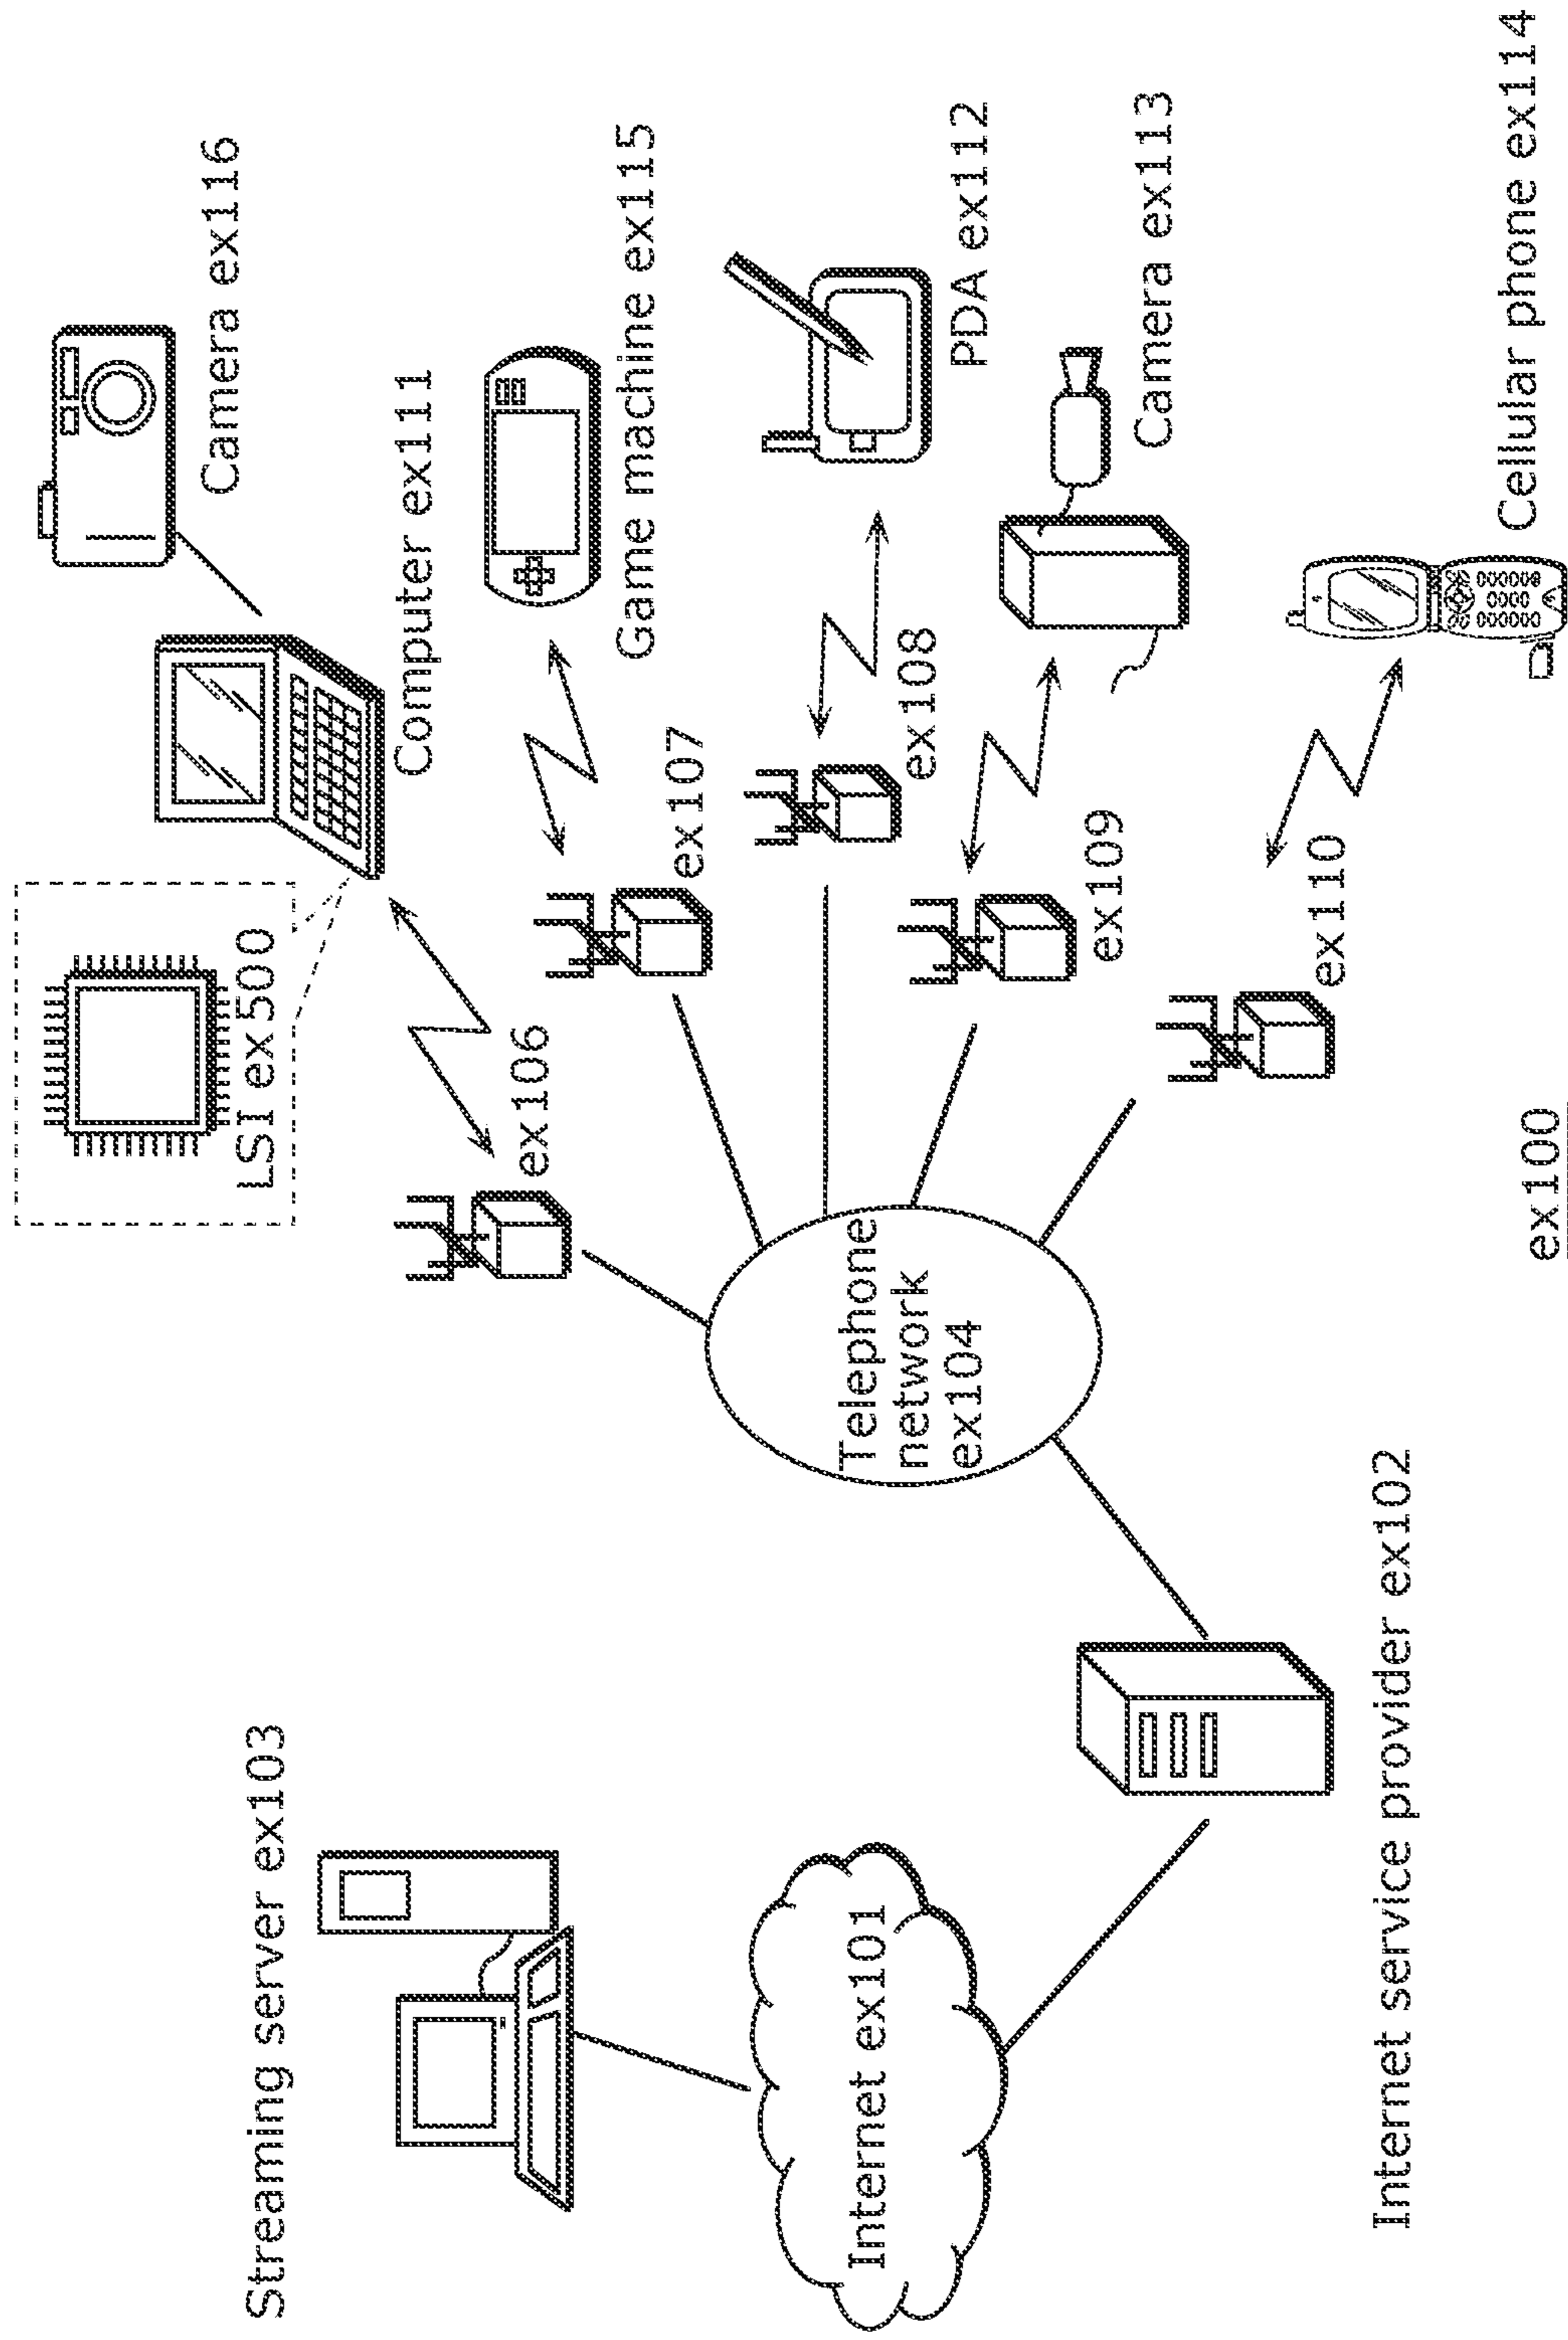 Camera ex116
LSI ex500
Computer ex111
Streaming server ex103
Game machine ex115
ex106
ex107
PDA ex112
ex108
Internet ex101
Telephone
network
ex104
Camera ex113
ex109
ex110
Internet service provider ex102
Cellular phone ex114
ex100